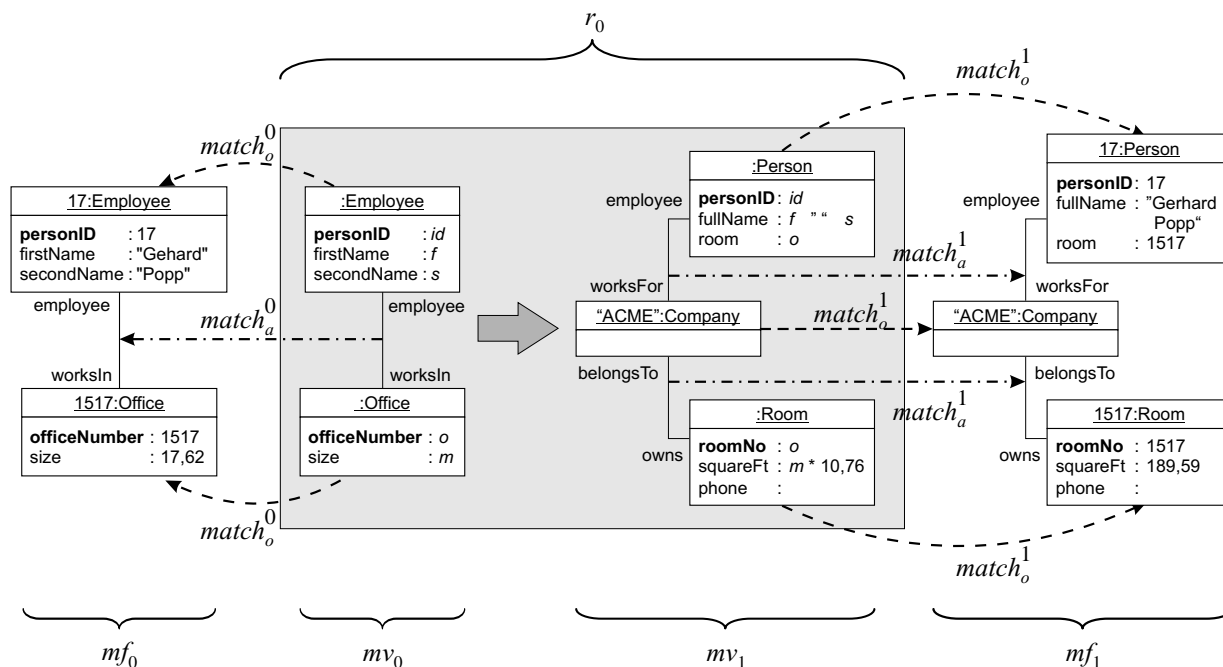 r0
match_o^1
match_o^0
17:Employee
personID : 17
firstName : "Gehard"
secondName : "Popp"
employee
match_a^0
worksIn
1517:Office
officeNumber : 1517
size : 17,62
match_o^0
:Employee
personID : id
firstName : f
secondName : s
employee
worksIn
:Office
officeNumber : o
size : m
:Person
personID : id
fullName : f ” “ s
room : o
employee
match_a^1
worksFor
“ACME”:Company
match_o^1
belongsTo
match_a^1
:Room
roomNo : o
squareFt : m * 10,76
phone :
owns
match_o^1
17:Person
personID : 17
fullName : ”Gerhard
Popp“
room : 1517
employee
worksFor
“ACME”:Company
belongsTo
1517:Room
roomNo : 1517
squareFt : 189,59
phone :
owns
mf0
mv0
mv1
mf1